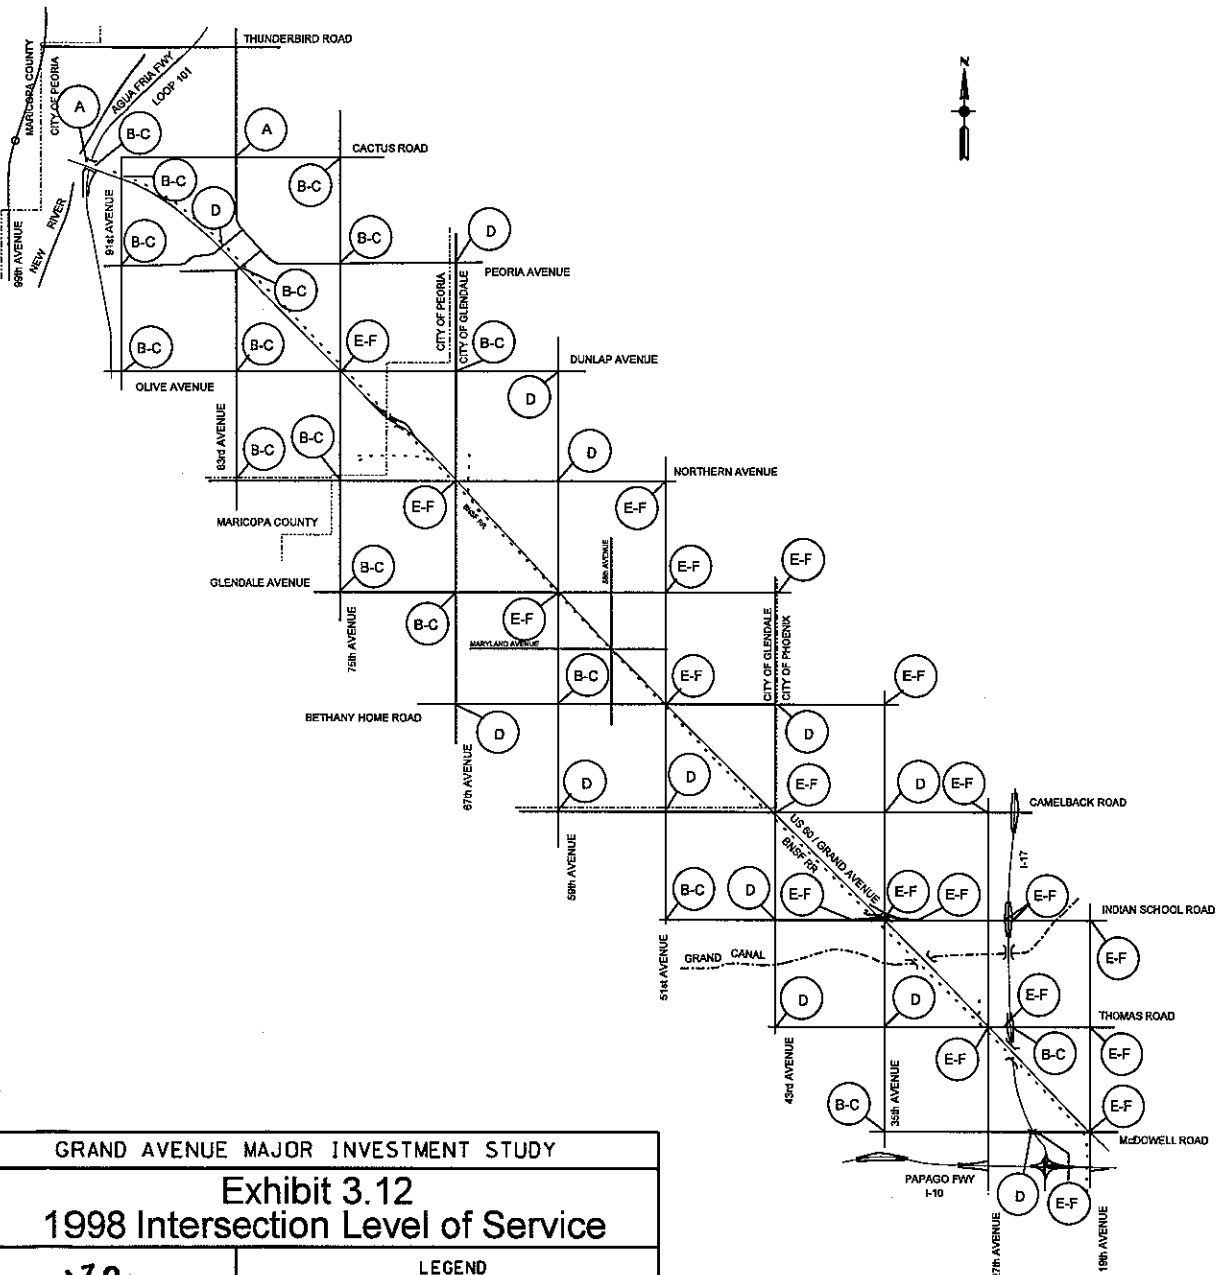 THUNDERBIRD ROAD
MARICOPA COUNTY
CITY OF PEORIA
AGUA FRIA FWY
LOOP 101
N
A
B-C
A
CACTUS ROAD
B-C
B-C
D
91st AVENUE
B-C
B-C
D
99th AVENUE
NEW RIVER
PEORIA AVENUE
B-C
CITY OF PEORIA
CITY OF GLENDALE
B-C
B-C
E-F
B-C
DUNLAP AVENUE
OLIVE AVENUE
D
83rd AVENUE
B-C
B-C
D
NORTHERN AVENUE
E-F
BNSF RR
E-F
MARICOPA COUNTY
GLENDALE AVENUE
B-C
E-F
E-F
B-C
E-F
75th AVENUE
MARYLAND AVENUE
CITY OF GLENDALE
CITY OF PHOENIX
B-C
E-F
E-F
BETHANY HOME ROAD
D
D
67th AVENUE
D
D
E-F
D
E-F
CAMELBACK ROAD
US 60 / GRAND AVENUE
BNSF RR
I-17
59th AVENUE
B-C
D
E-F
E-F
E-F
E-F
INDIAN SCHOOL ROAD
51st AVENUE
GRAND CANAL
E-F
D
D
E-F
THOMAS ROAD
E-F
B-C
E-F
43rd AVENUE
35th AVENUE
B-C
E-F
McDOWELL ROAD
PAPAGO FWY
I-10
D
E-F
27th AVENUE
19th AVENUE
GRAND AVENUE MAJOR INVESTMENT STUDY
Exhibit 3.12
1998 Intersection Level of Service
LEGEND